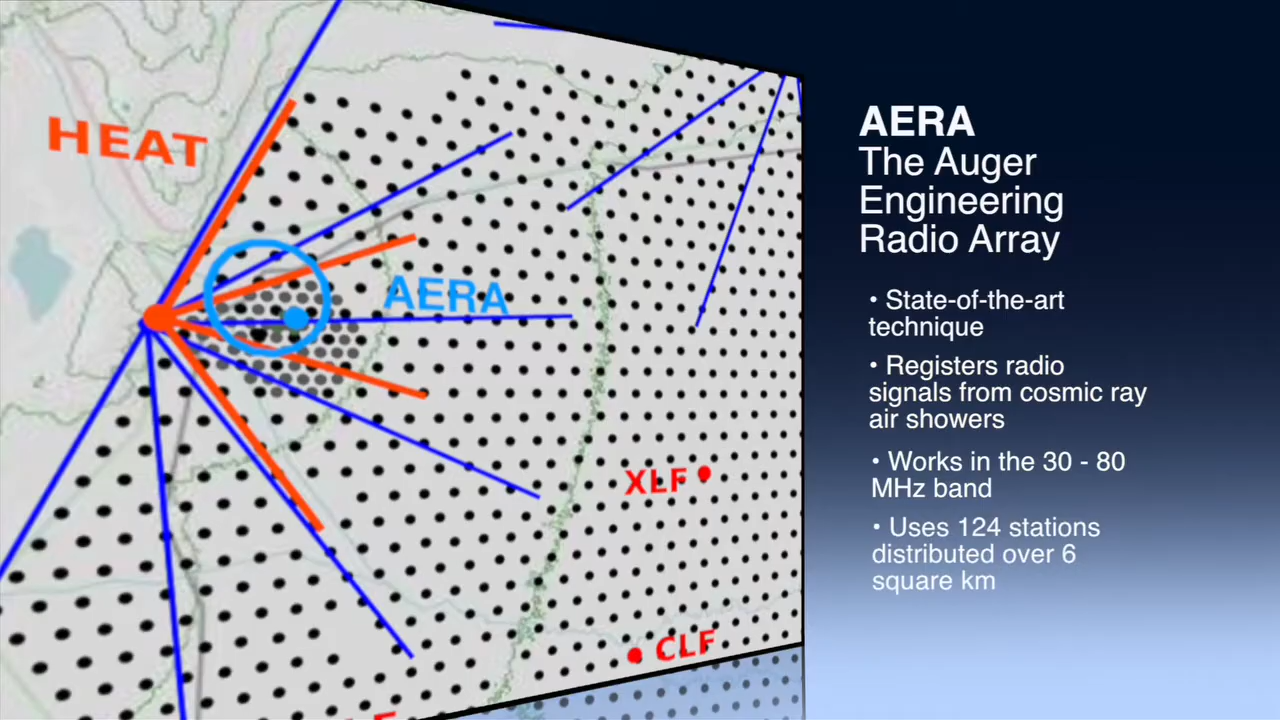 HEAT
AERA
XLF
CLF
AERA
The Auger
Engineering
Radio Array
• State-of-the-art
technique
• Registers radio
signals from cosmic ray
air showers
• Works in the 30 - 80
MHz band
• Uses 124 stations
distributed over 6
square km